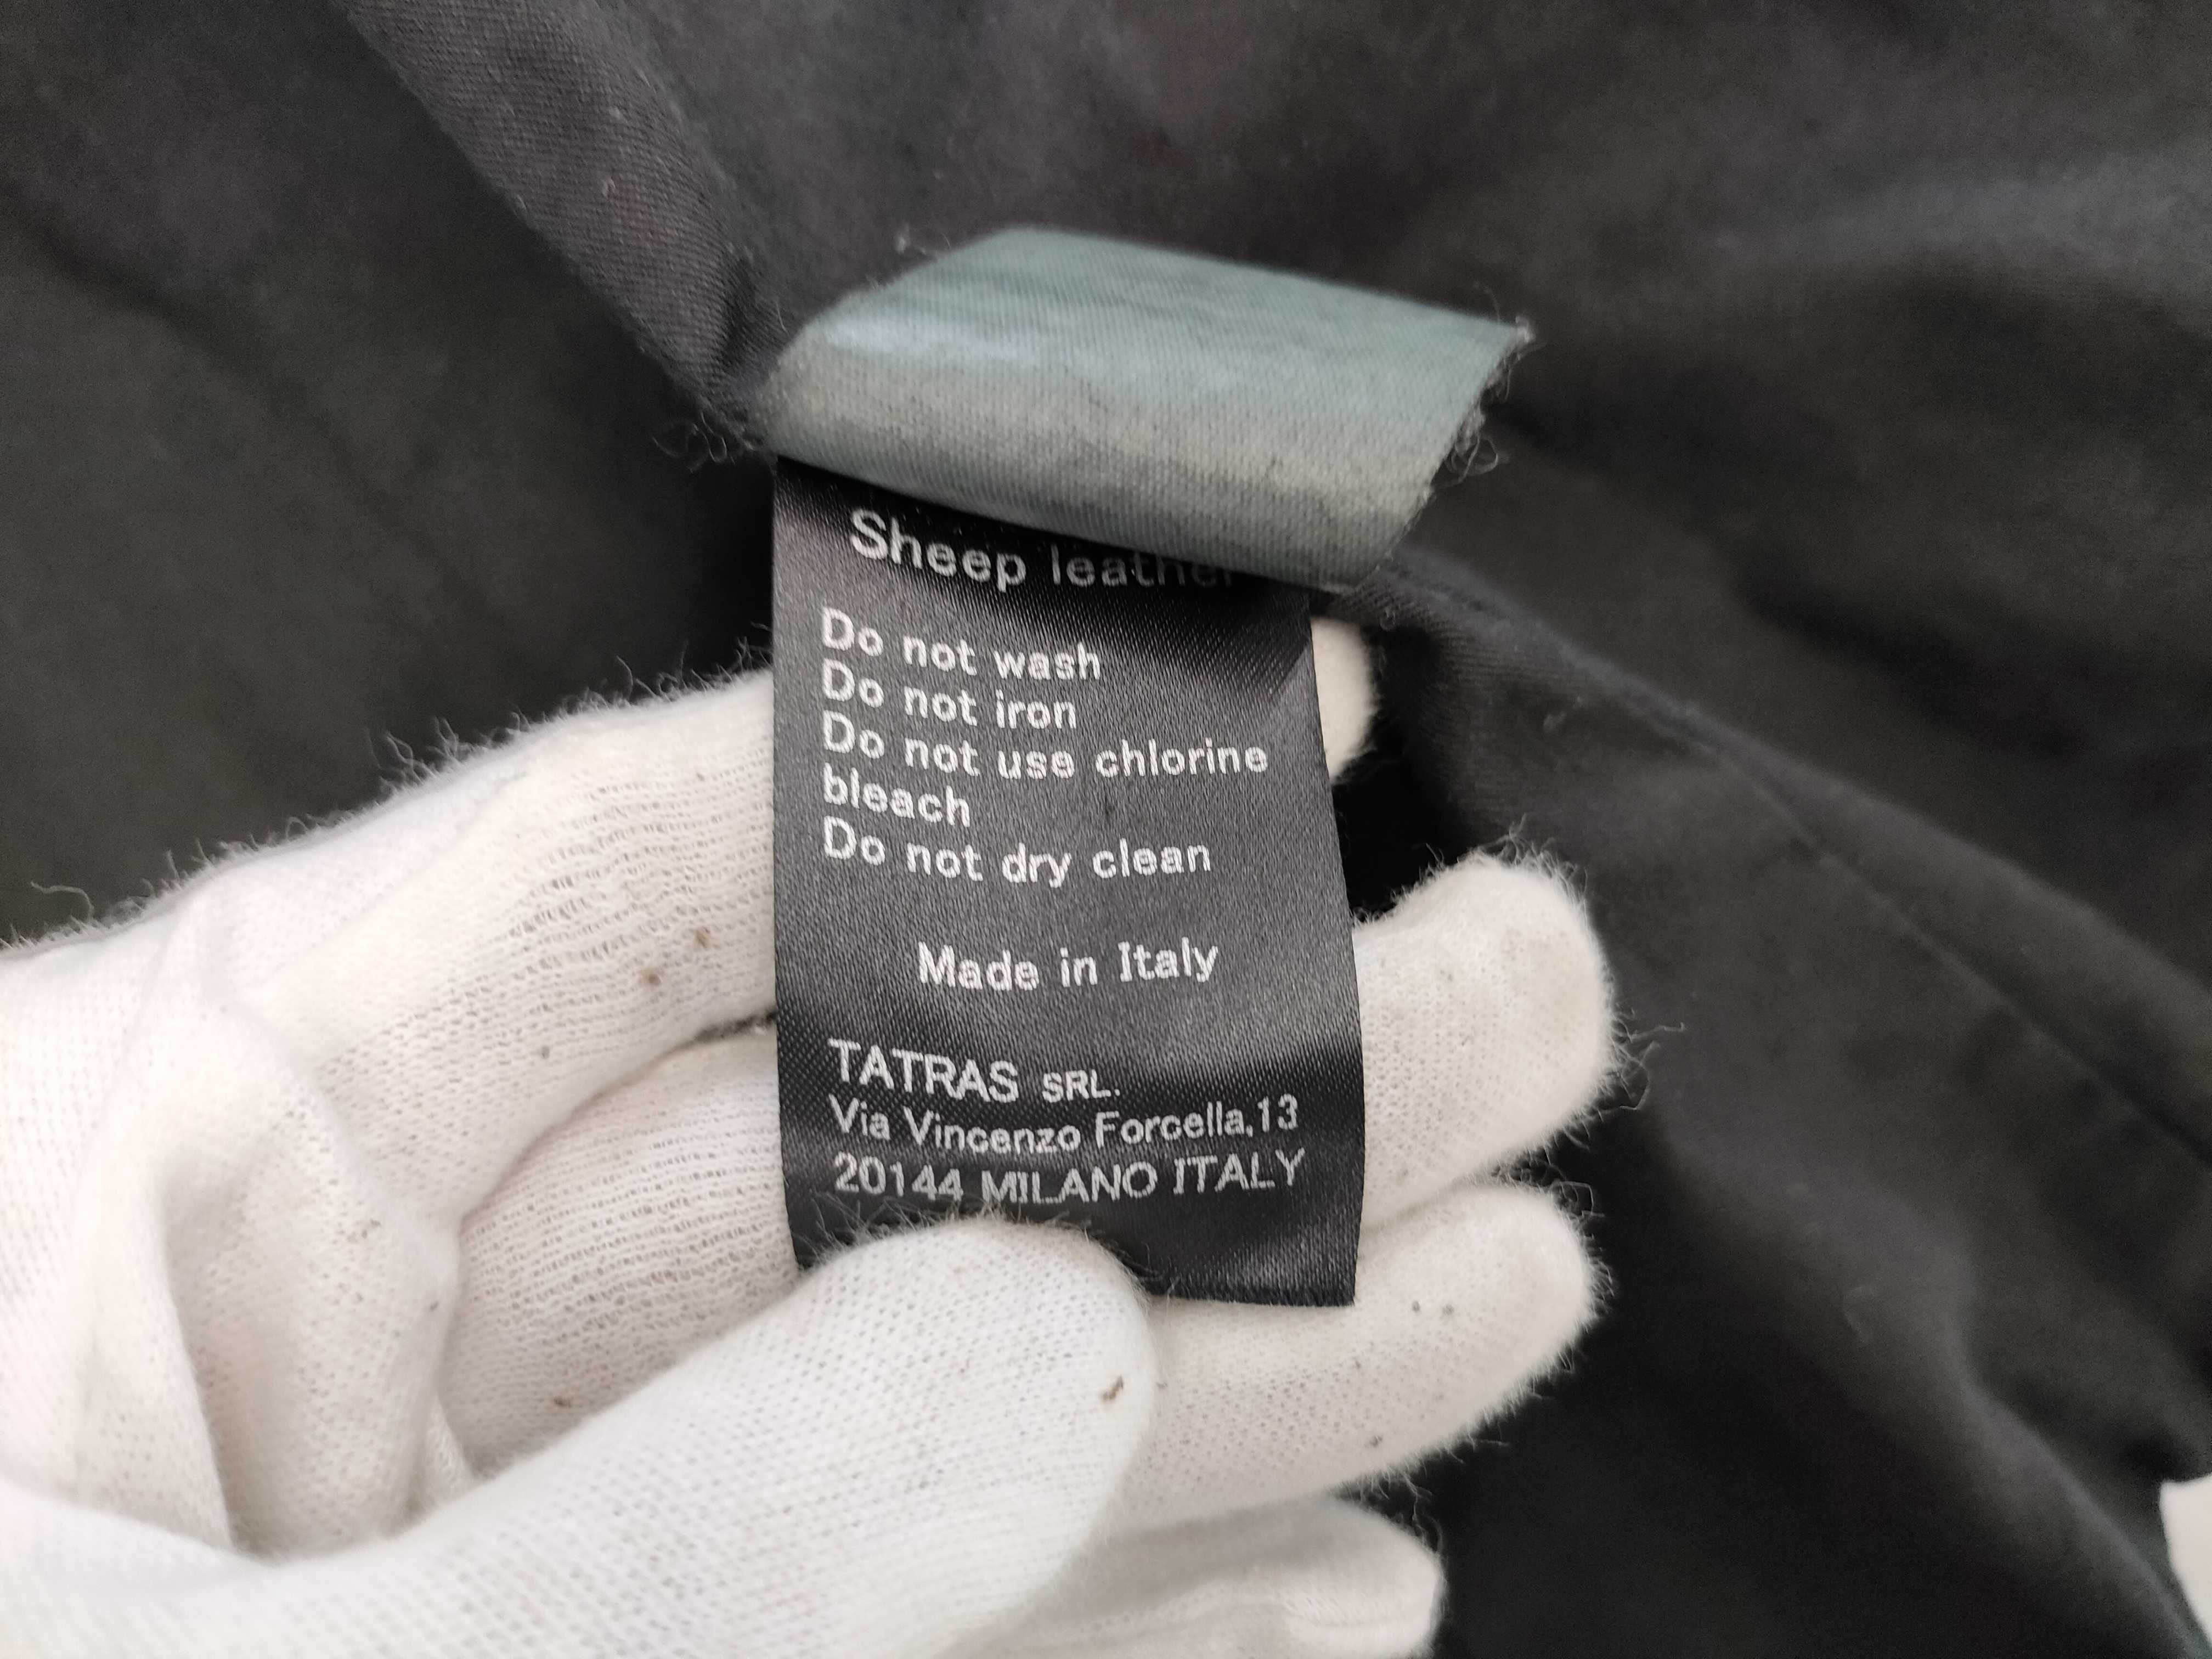 Sheep leather
Do not wash
Do not iron
Do not use chlorine
bleach
Do not dry clean
Made in Italy
TATRAS SRL.
Via Vincenzo Forcella,13
20144 MILANO ITALY